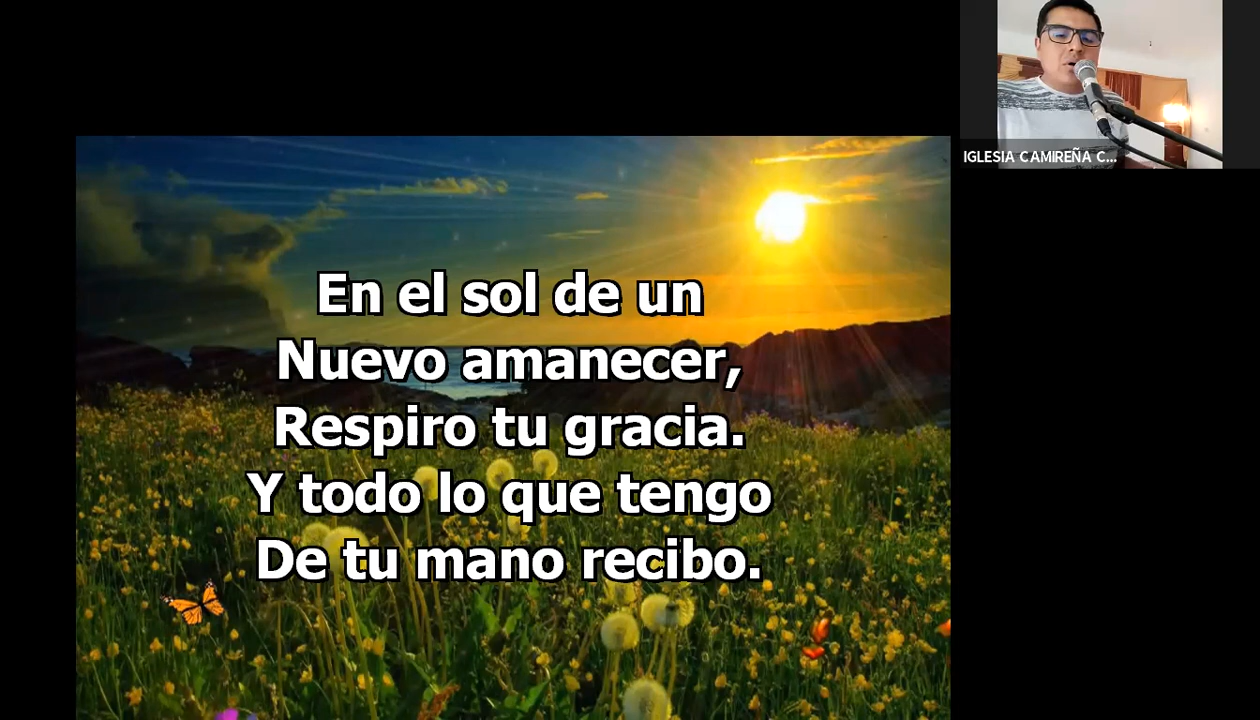 En el sol de un
Nuevo amanecer,
Respiro tu gracia.
Y todo lo que tengo
De tu mano recibo.
IGLESIA CAMIREÑA C...